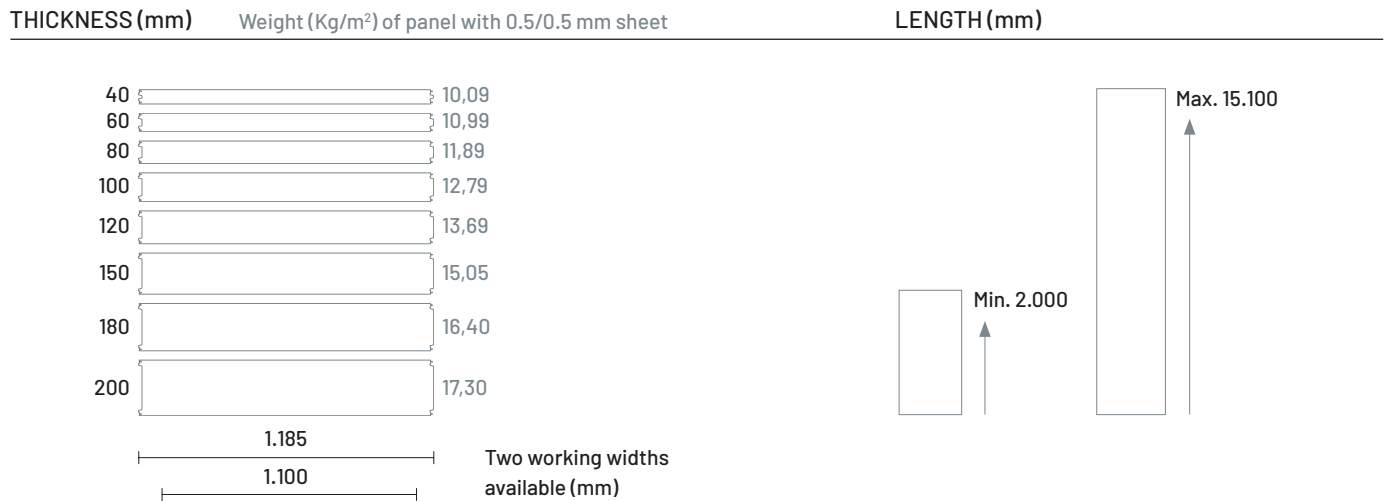 THICKNESS (mm) Weight (Kg/m²) of panel with 0.5/0.5 mm sheet LENGTH (mm)
40 10,09
60 10,99
80 11,89
100 12,79
120 13,69
150 15,05
180 16,40
200 17,30
1.185
1.100
Two working widths
available (mm)
Min. 2.000
Max. 15.100